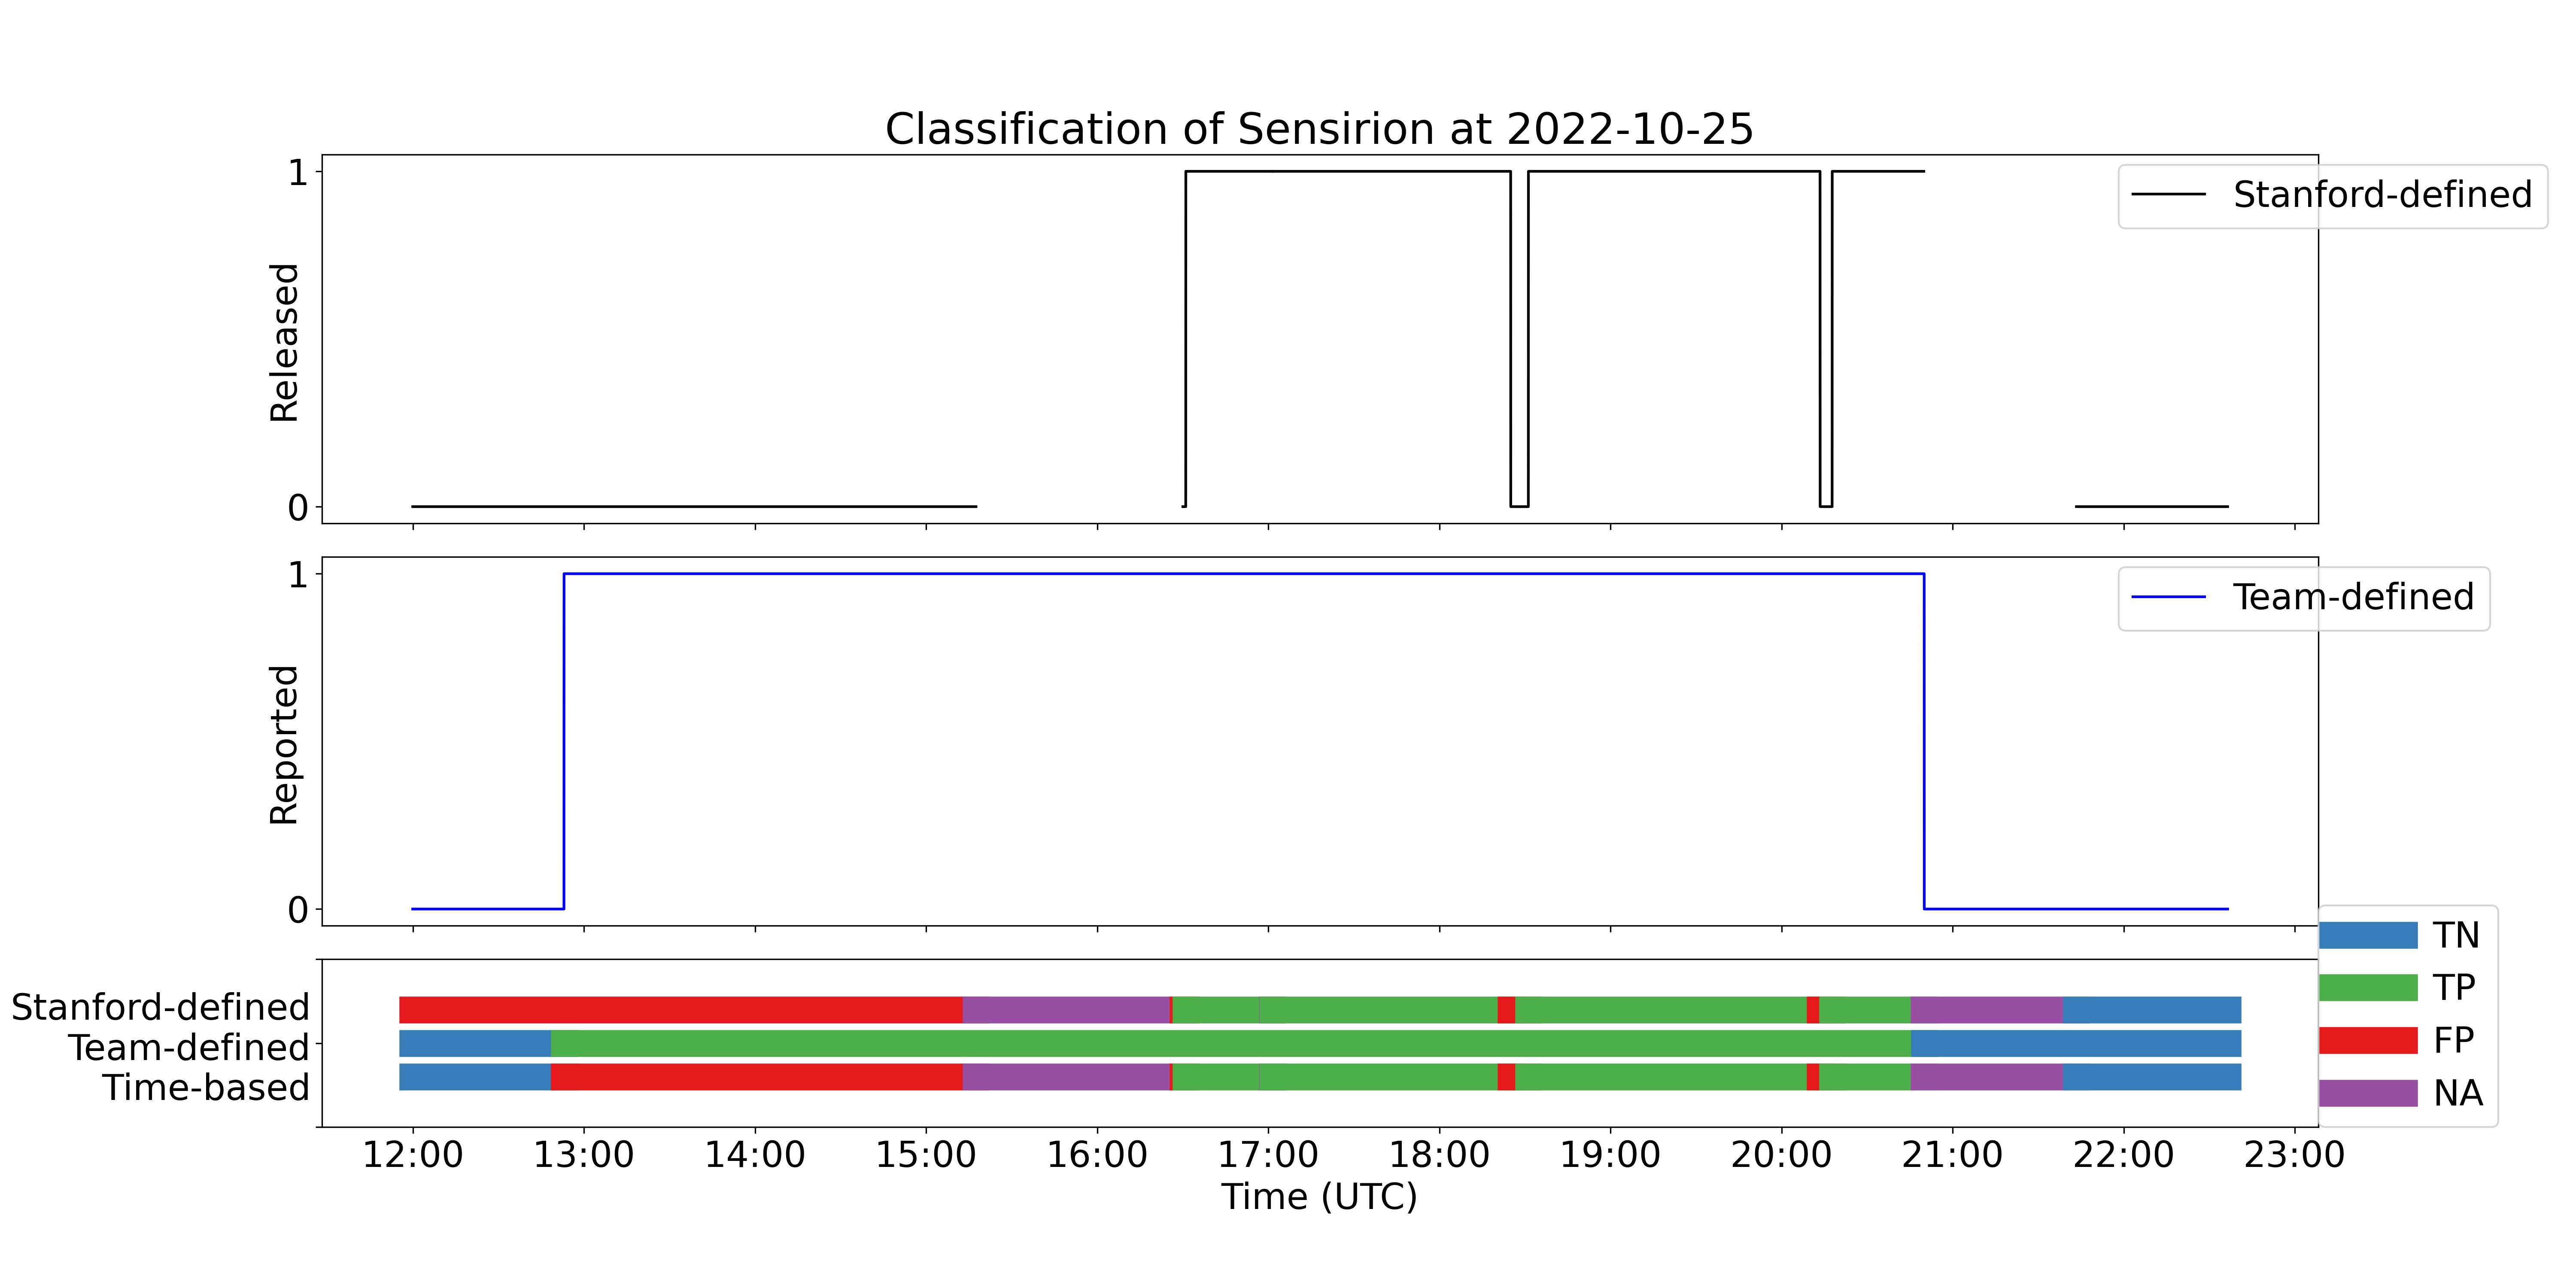 Classification of Sensirion at 2022-10-25
1
Released
0
Stanford-defined
1
Reported
0
Team-defined
TN
TP
FP
NA
Stanford-defined
Team-defined
Time-based
12:00 13:00 14:00 15:00 16:00 17:00 18:00 19:00 20:00 21:00 22:00 23:00
Time (UTC)